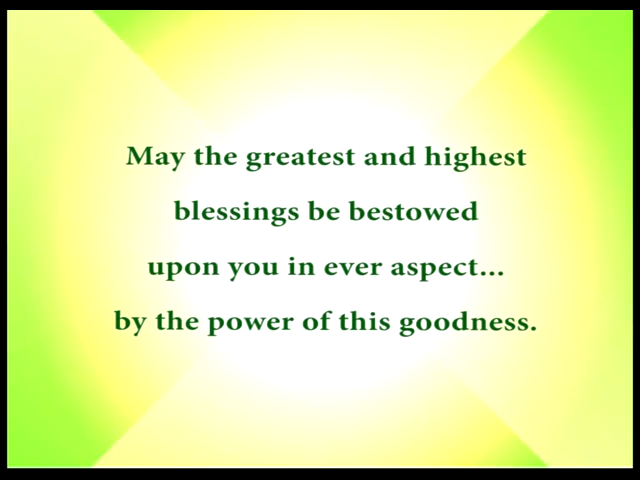 May the greatest and highest
blessings be bestowed
upon you in ever aspect...
by the power of this goodness.